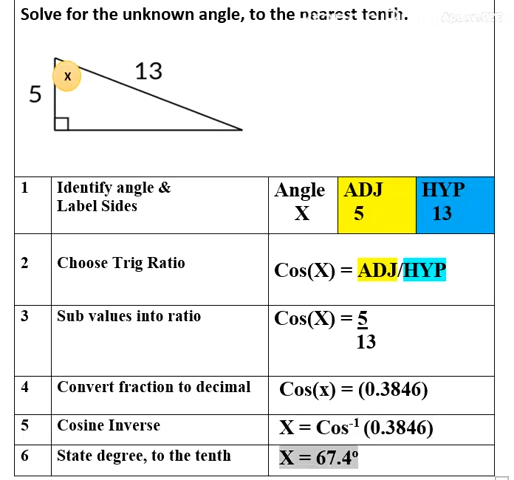 Solve for the unknown angle, to the nearest tenth.
x
13
5
1 Identify angle & Angle ADJ HYP
Label Sides X 5 13
2 Choose Trig Ratio Cos(X) = ADJ/HYP
3 Sub values into ratio Cos(X) = 5
13
4 Convert fraction to decimal Cos(x) = (0.3846)
5 Cosine Inverse X = Cos⁻¹ (0.3846)
6 State degree, to the tenth X = 67.4º